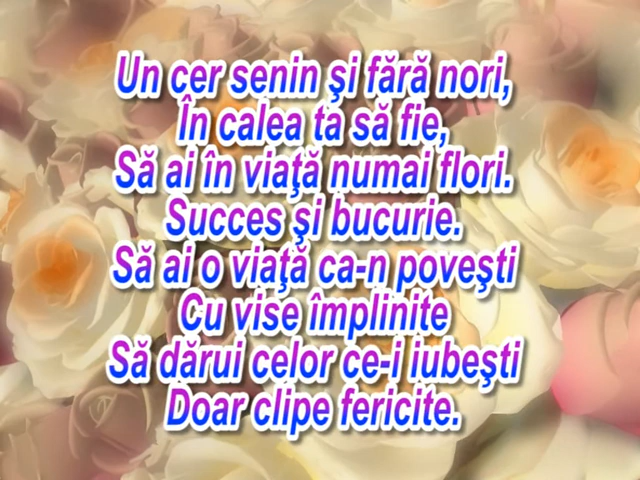 Un cer senin şi fără nori,
În calea ta să fie,
Să ai în viaţă numai flori.
Succes şi bucurie.
Să ai o viaţă ca-n poveşti
Cu vise împlinite
Să dărui celor ce-i iubeşti
Doar clipe fericite.